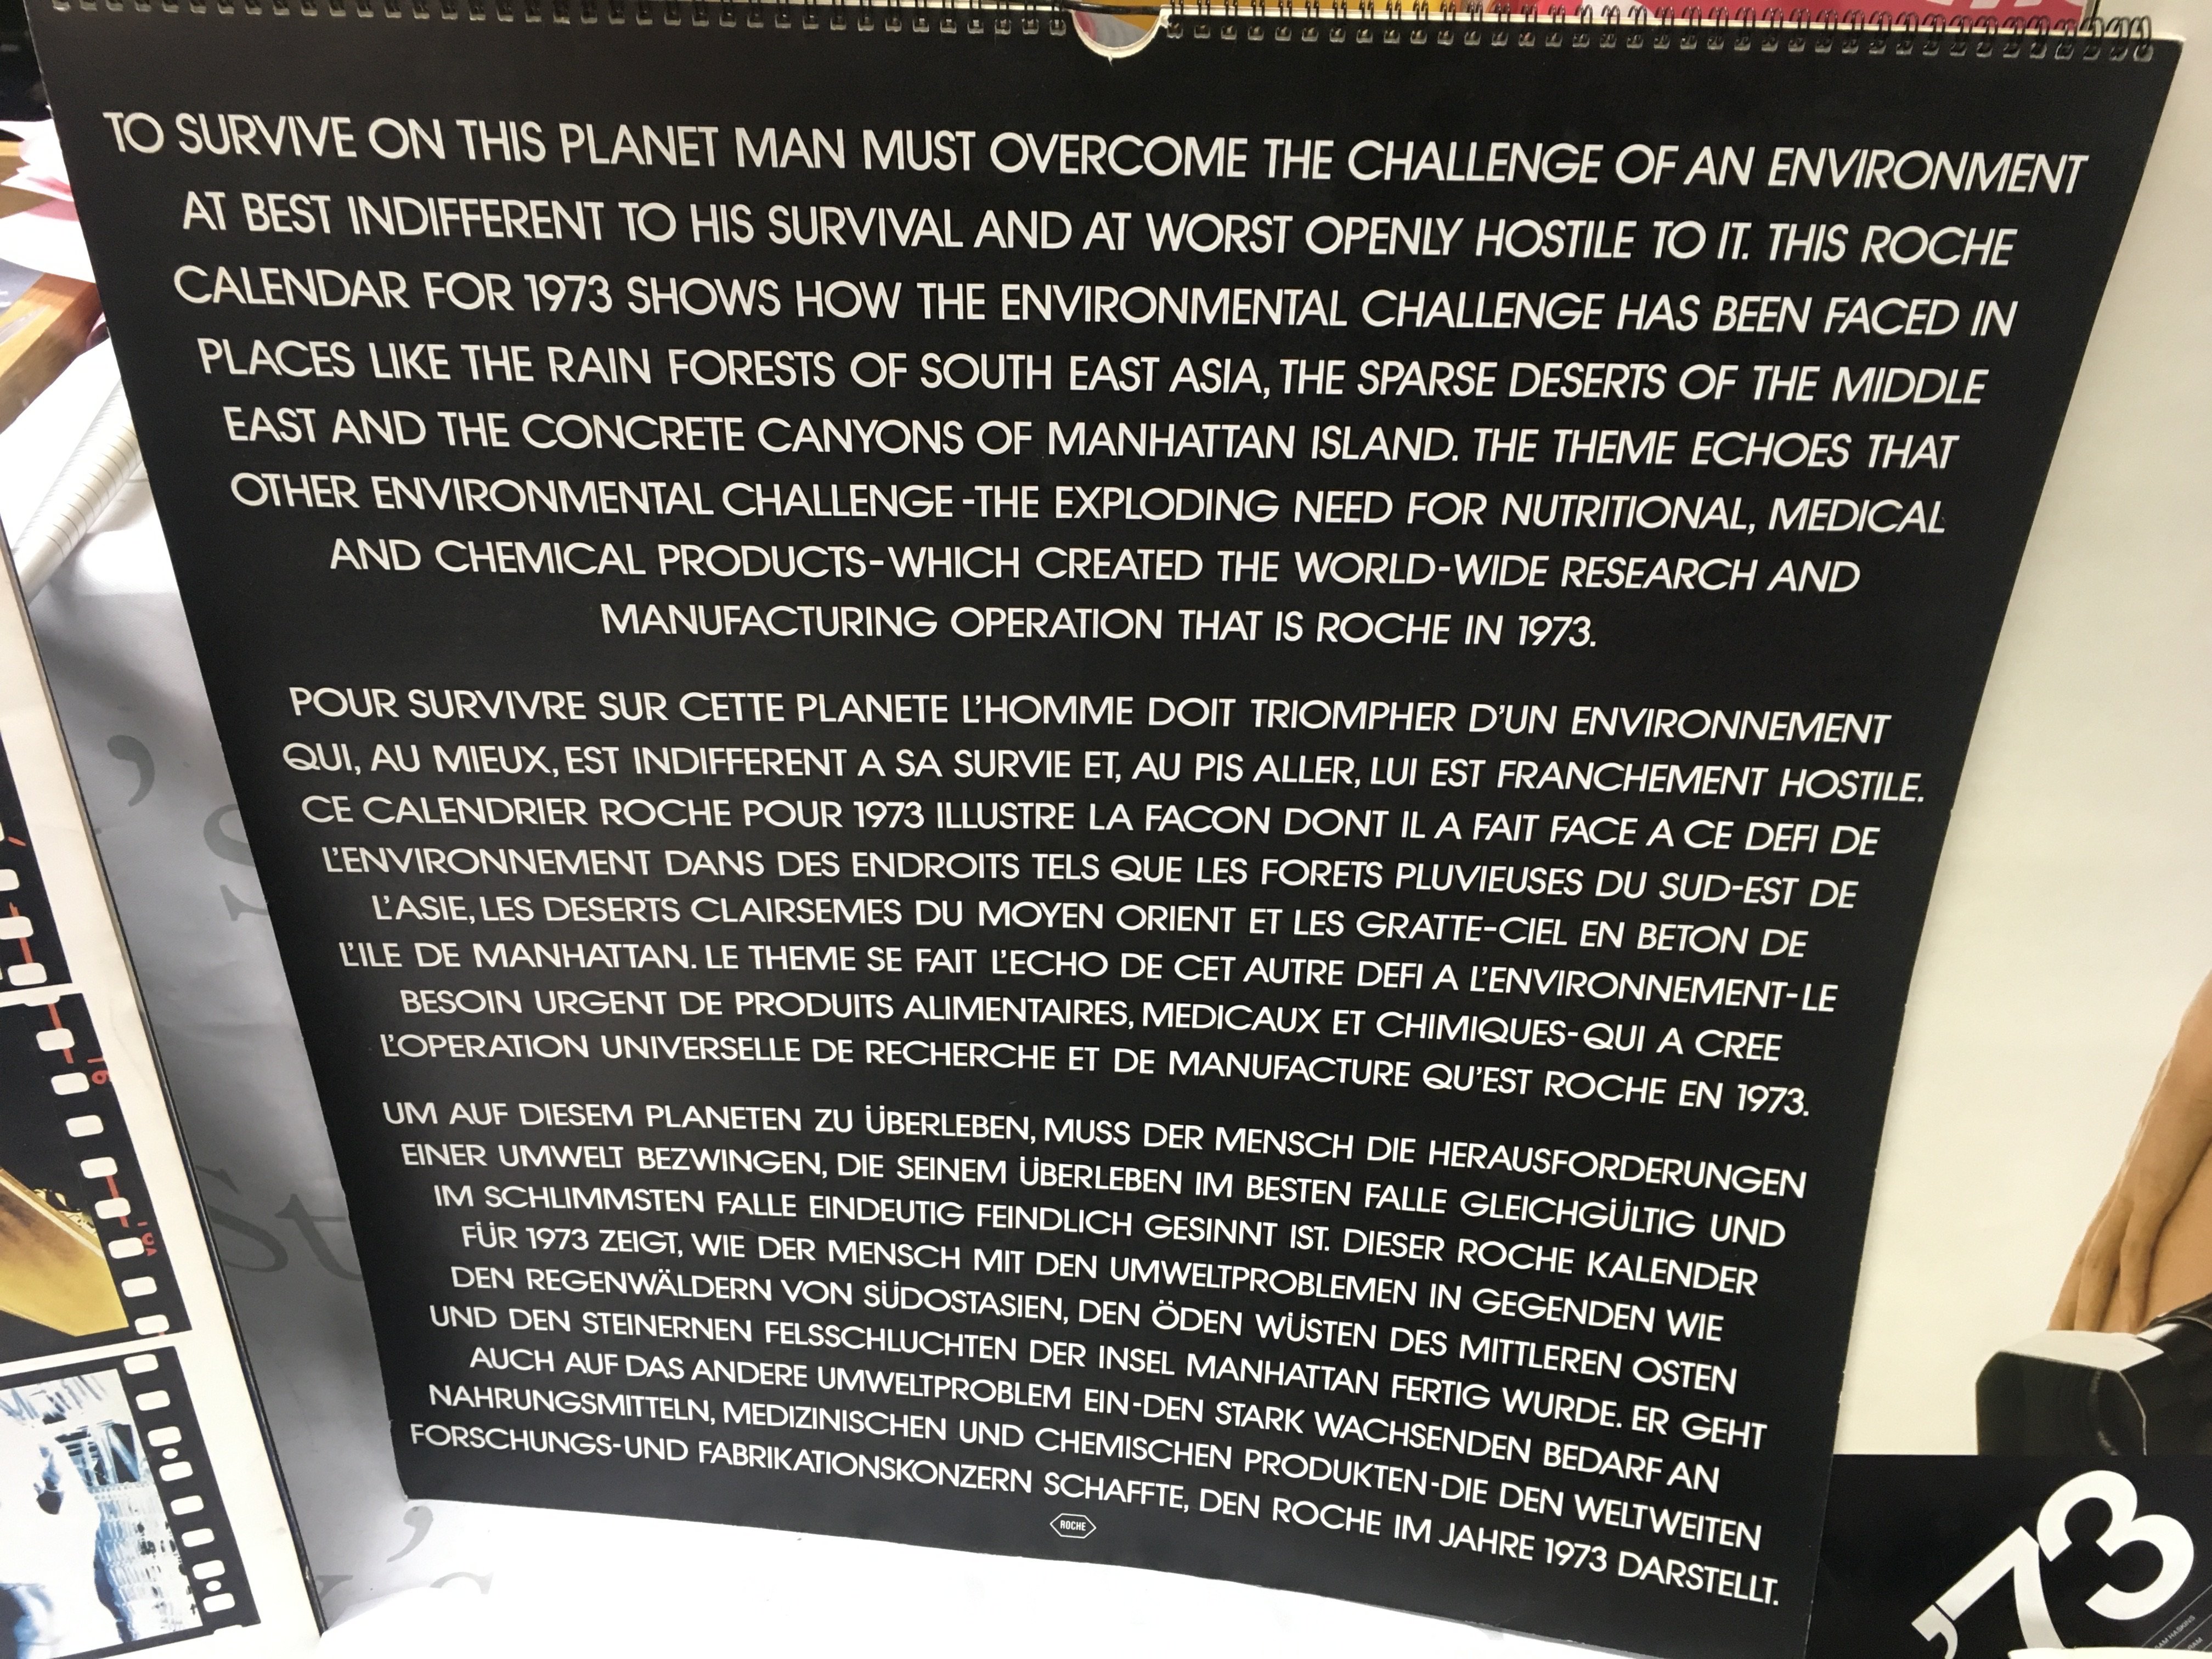 TO SURVIVE ON THIS PLANET MAN MUST OVERCOME THE CHALLENGE OF AN ENVIRONMENT
AT BEST INDIFFERENT TO HIS SURVIVAL AND AT WORST OPENLY HOSTILE TO IT. THIS ROCHE
CALENDAR FOR 1973 SHOWS HOW THE ENVIRONMENTAL CHALLENGE HAS BEEN FACED IN
PLACES LIKE THE RAIN FORESTS OF SOUTH EAST ASIA, THE SPARSE DESERTS OF THE MIDDLE
EAST AND THE CONCRETE CANYONS OF MANHATTAN ISLAND. THE THEME ECHOES THAT
OTHER ENVIRONMENTAL CHALLENGE-THE EXPLODING NEED FOR NUTRITIONAL, MEDICAL
AND CHEMICAL PRODUCTS-WHICH CREATED THE WORLD-WIDE RESEARCH AND
MANUFACTURING OPERATION THAT IS ROCHE IN 1973.
POUR SURVIVRE SUR CETTE PLANETE L'HOMME DOIT TRIOMPHER D'UN ENVIRONNEMENT
QUI, AU MIEUX, EST INDIFFERENT A SA SURVIE ET, AU PIS ALLER, LUI EST FRANCHEMENT HOSTILE.
CE CALENDRIER ROCHE POUR 1973 ILLUSTRE LA FACON DONT IL A FAIT FACE A CE DEFI DE
L'ENVIRONNEMENT DANS DES ENDROITS TELS QUE LES FORETS PLUVIEUSES DU SUD-EST DE
L'ASIE, LES DESERTS CLAIRSEMES DU MOYEN ORIENT ET LES GRATTE-CIEL EN BETON DE
L'ILE DE MANHATTAN. LE THEME SE FAIT L'ECHO DE CET AUTRE DEFI A L'ENVIRONNEMENT-LE
BESOIN URGENT DE PRODUITS ALIMENTAIRES, MEDICAUX ET CHIMIQUES-QUI A CREE
L'OPERATION UNIVERSELLE DE RECHERCHE ET DE MANUFACTURE QU'EST ROCHE EN 1973.
UM AUF DIESEM PLANETEN ZU ÜBERLEBEN, MUSS DER MENSCH DIE HERAUSFORDERUNGEN
EINER UMWELT BEZWINGEN, DIE SEINEM ÜBERLEBEN IM BESTEN FALLE GLEICHGÜLTIG UND
IM SCHLIMMSTEN FALLE EINDEUTIG FEINDLICH GESINNT IST. DIESER ROCHE KALENDER
FÜR 1973 ZEIGT, WIE DER MENSCH MIT DEN UMWELTPROBLEMEN IN GEGENDEN WIE
DEN REGENWÄLDERN VON SÜDOSTASIEN, DEN ÖDEN WÜSTEN DES MITTLEREN OSTEN
UND DEN STEINERNEN FELSSCHLUCHTEN DER INSEL MANHATTAN FERTIG WURDE. ER GEHT
AUCH AUF DAS ANDERE UMWELTPROBLEM EIN-DEN STARK WACHSENDEN BEDARF AN
NAHRUNGSMITTELN, MEDIZINISCHEN UND CHEMISCHEN PRODUKTEN-DIE DEN WELTWEITEN
FORSCHUNGS-UND FABRIKATIONSKONZERN SCHAFFTE, DEN ROCHE IM JAHRE 1973 DARSTELLT.
ROCHE
'73